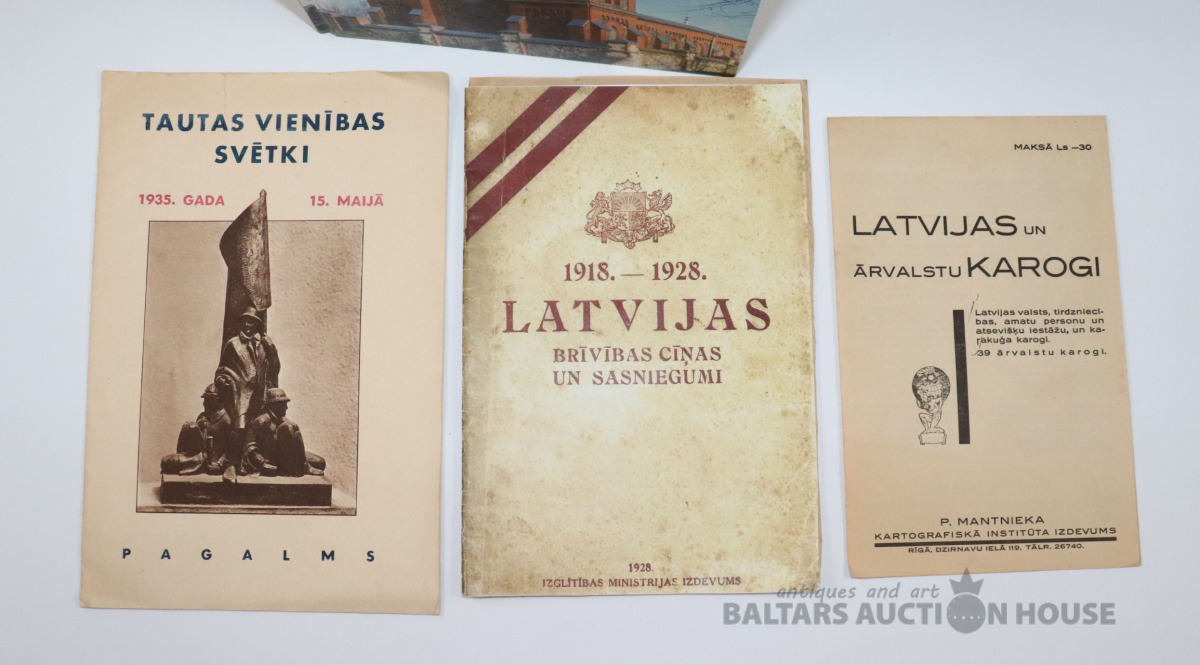 TAUTAS VIENĪBAS
SVĒTKI
1935. GADA 15. MAIJĀ
PAGALMS
1918. — 1928.
LATVIJAS
BRĪVĪBAS CĪŅAS
UN SASNIEGUMI
1928.
IZGLĪTĪBAS MINISTRIJAS IZDEVUMS
MAKSĀ Ls —30
LATVIJAS UN
ĀRVALSTU KAROGI
Latvijas valsts, tirdzniecī-
bas, amatu personu un
atsevišķu iestāžu, un ka-
ŗakuģa karogi.
39 ārvalstu karogi.
P. MANTNIEKA
KARTOGRAFISKĀ INSTITŪTA IZDEVUMS
RĪGĀ, DZIRNAVU IELĀ 119. TĀLR. 26740.
antiques and art
BALTARS AUCTION HOUSE